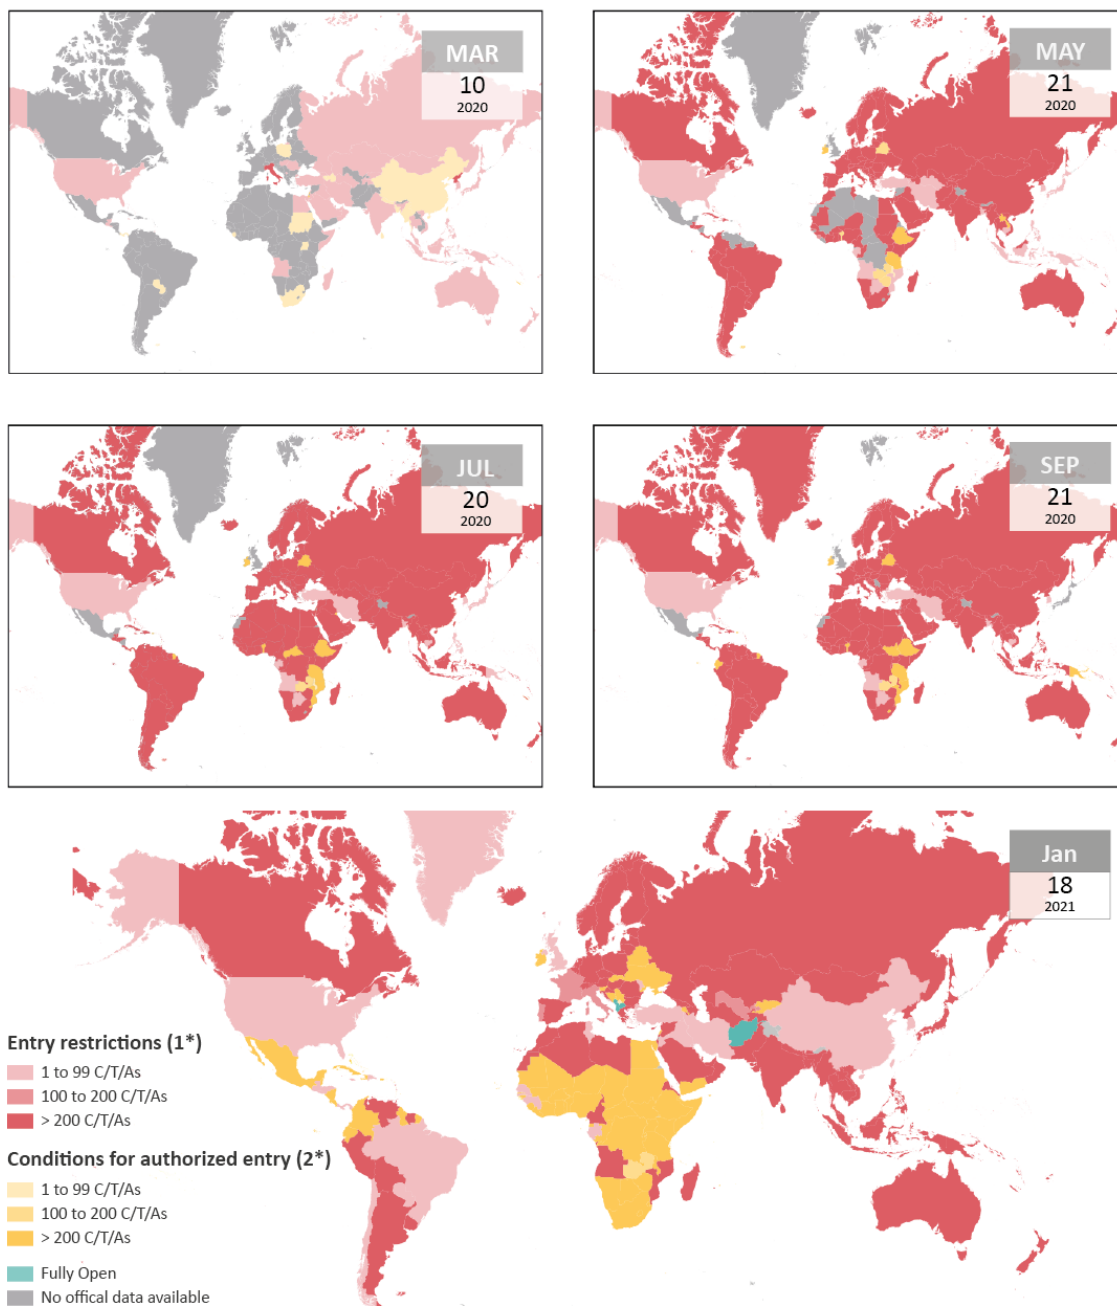 MAR
10
2020
MAY
21
2020
JUL
20
2020
SEP
21
2020
Jan
18
2021
Entry restrictions (1*)
1 to 99 C/T/As
100 to 200 C/T/As
> 200 C/T/As
Conditions for authorized entry (2*)
1 to 99 C/T/As
100 to 200 C/T/As
> 200 C/T/As
Fully Open
No offical data available